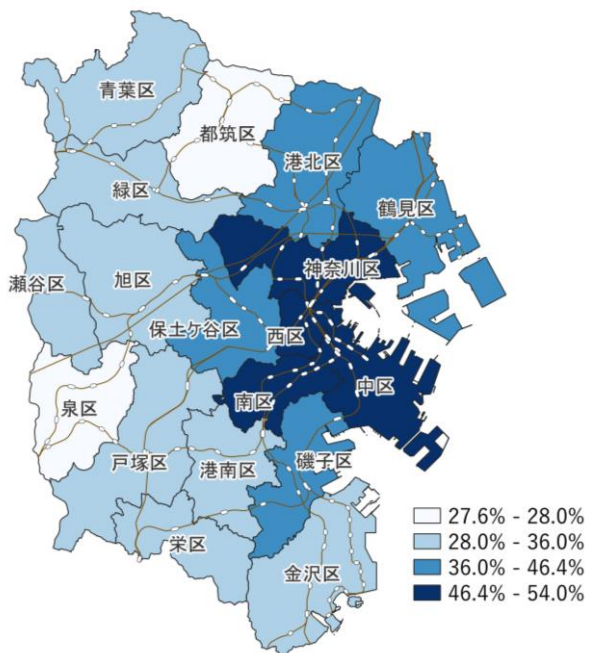 青葉区
都筑区
港北区
緑区
鶴見区
神奈川区
瀬谷区
旭区
保土ケ谷区
西区
中区
南区
泉区
戸塚区
港南区
磯子区
栄区
金沢区
27.6% - 28.0%
28.0% - 36.0%
36.0% - 46.4%
46.4% - 54.0%